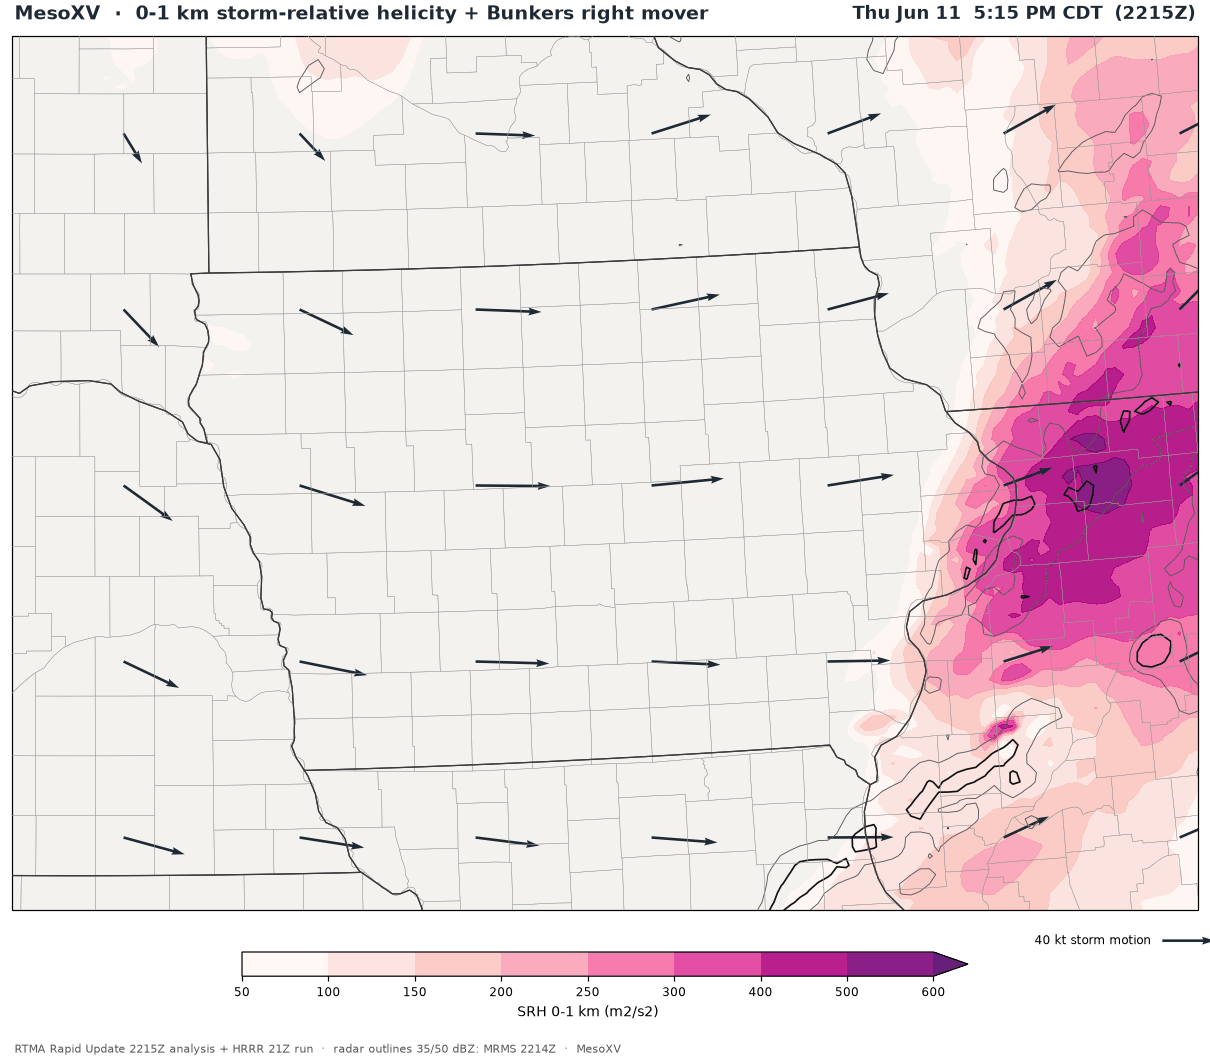 MesoXV · 0-1 km storm-relative helicity + Bunkers right mover
Thu Jun 11 5:15 PM CDT (2215Z)
40 kt storm motion
50 100 150 200 250 300 400 500 600
SRH 0-1 km (m2/s2)
RTMA Rapid Update 2215Z analysis + HRRR 21Z run · radar outlines 35/50 dBZ: MRMS 2214Z · MesoXV